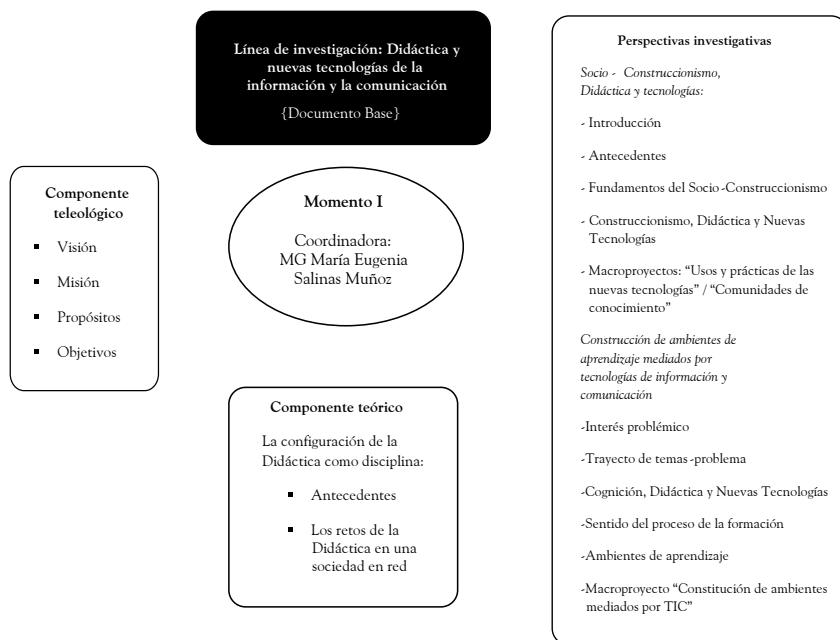 Línea de investigación: Didáctica y
nuevas tecnologías de la
información y la comunicación
{Documento Base}
Componente
teleológico
▪ Visión
▪ Misión
▪ Propósitos
▪ Objetivos
Momento I
Coordinadora:
MG María Eugenia
Salinas Muñoz
Componente teórico
La configuración de la
Didáctica como disciplina:
▪ Antecedentes
▪ Los retos de la
Didáctica en una
sociedad en red
Perspectivas investigativas
Socio - Construccionismo,
Didáctica y tecnologías:
- Introducción
- Antecedentes
- Fundamentos del Socio-Construccionismo
- Construccionismo, Didáctica y Nuevas
Tecnologías
- Macroproyectos: “Usos y prácticas de las
nuevas tecnologías” / “Comunidades de
conocimiento”
Construcción de ambientes de
aprendizaje mediados por
tecnologías de información y
comunicación
-Interés problémico
-Trayecto de temas-problema
-Cognición, Didáctica y Nuevas Tecnologías
-Sentido del proceso de la formación
-Ambientes de aprendizaje
-Macroproyecto “Constitución de ambientes
mediados por TIC”